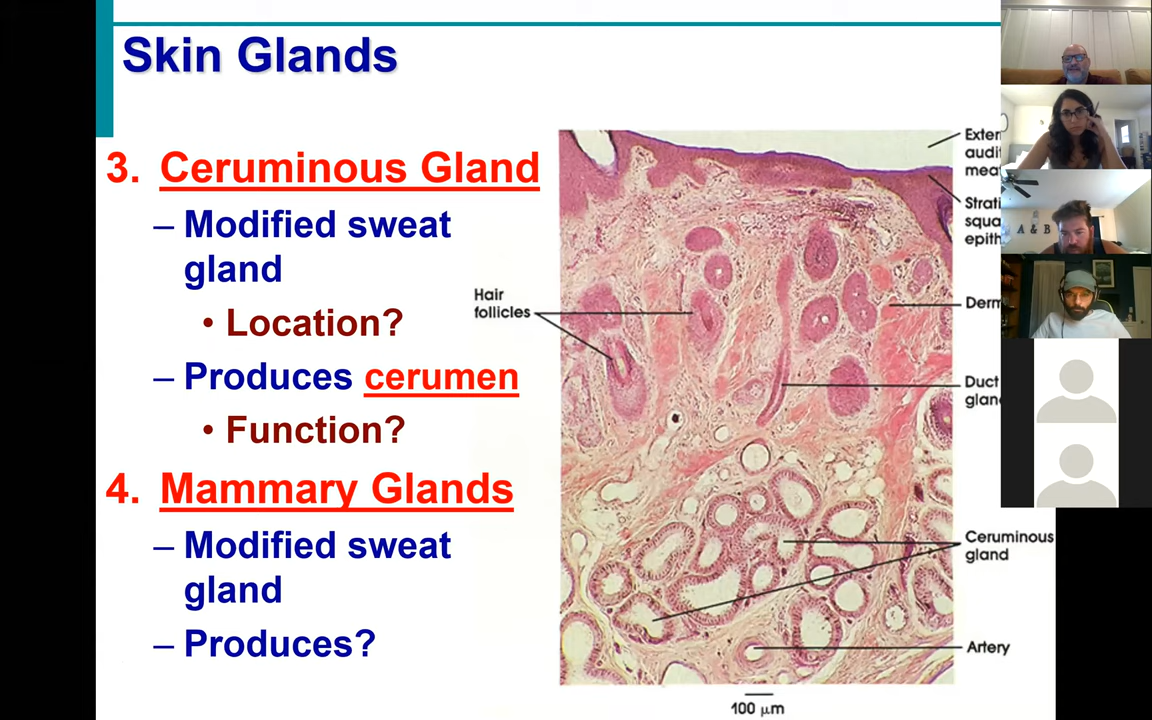 Skin Glands
3. Ceruminous Gland
– Modified sweat
gland
• Location?
– Produces cerumen
• Function?
4. Mammary Glands
– Modified sweat
gland
– Produces?
Hair
follicles
Duct
Ceruminous
gland
Artery
100 μm
A & B